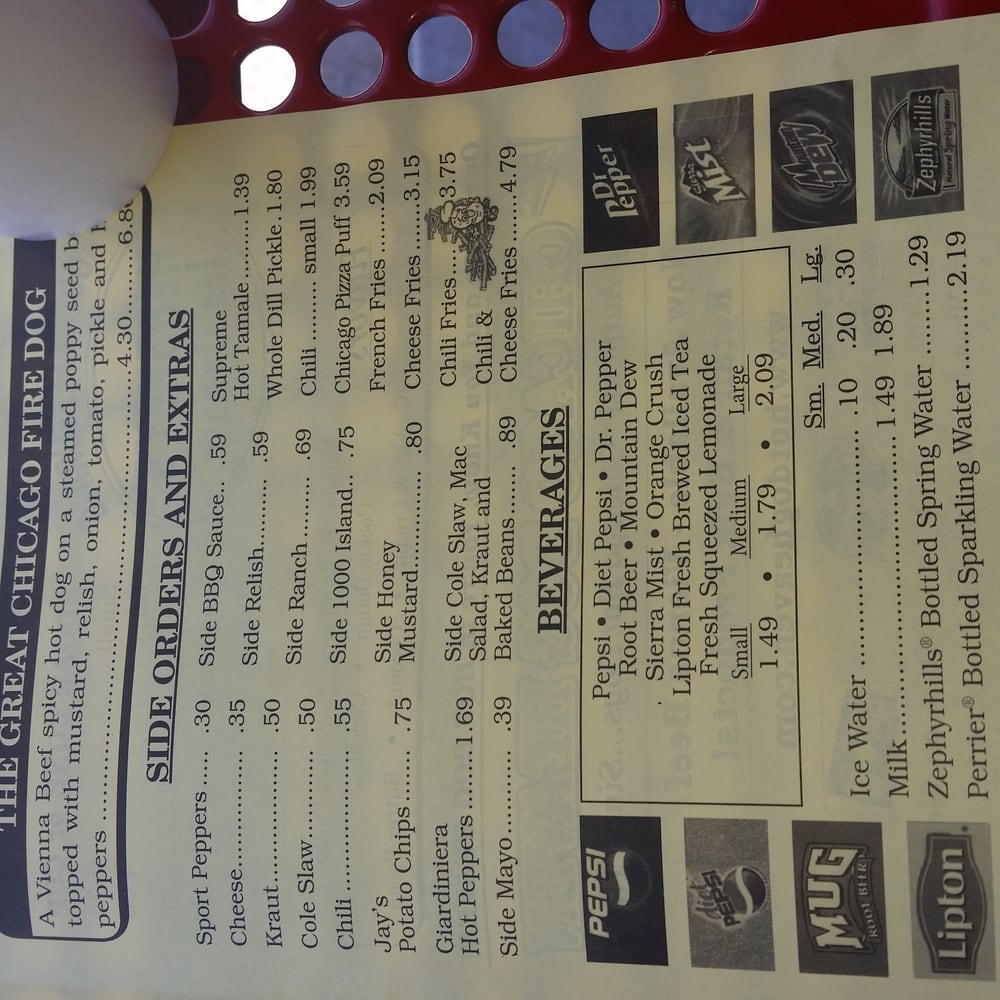 THE GREAT CHICAGO FIRE DOG
A Vienna Beef spicy hot dog on a steamed poppy seed
topped with mustard, relish, onion, tomato, pickle and
peppers ........................................ 4.30 ............ 6.8
SIDE ORDERS AND EXTRAS
Sport Peppers ..... .30
Cheese.................. .35
Kraut.................... .50
Cole Slaw.............. .50
Chili ..................... .55
Jay's
Potato Chips ...... .75
Giardiniera
Hot Peppers ...... 1.69
Side Mayo .......... .39
Side BBQ Sauce.. .59
Side Relish.......... .59
Side Ranch.......... .69
Side 1000 Island.. .75
Side Honey
Mustard............... .80
Side Cole Slaw, Mac
Salad, Kraut and
Baked Beans...... .89
Supreme
Hot Tamale......... 1.39
Whole Dill Pickle. 1.80
Chili ......... small 1.99
Chicago Pizza Puff 3.59
French Fries ...... 2.09
Cheese Fries ...... 3.15
Chili Fries... 3.75
Chili &
Cheese Fries ..... 4.79
BEVERAGES
PEPSI
diet PEPSI
MUG ROOT BEER
Lipton
Pepsi • Diet Pepsi • Dr. Pepper
Root Beer • Mountain Dew
Sierra Mist • Orange Crush
Lipton Fresh Brewed Iced Tea
Fresh Squeezed Lemonade
Small Medium Large
1.49 • 1.79 • 2.09
Dr Pepper
Sierra Mist
Mountain Dew
Zephyrhills Natural Spring Water
Sm. Med. Lg.
Ice Water .............................. .10 .20 .30
Milk...................................... 1.49 1.89
Zephyrhills® Bottled Spring Water ....... 1.29
Perrier® Bottled Sparkling Water .......... 2.19